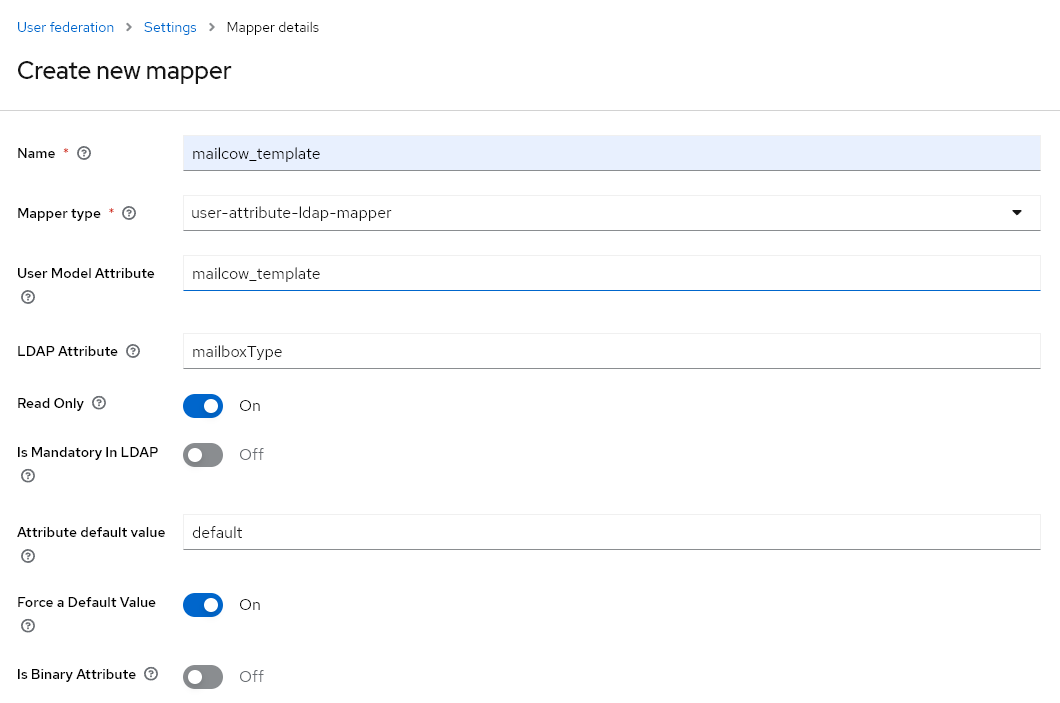 User federation > Settings > Mapper details
Create new mapper
Name * mailcow_template
Mapper type * user-attribute-ldap-mapper
User Model Attribute mailcow_template
LDAP Attribute mailboxType
Read Only On
Is Mandatory In LDAP Off
Attribute default value default
Force a Default Value On
Is Binary Attribute Off